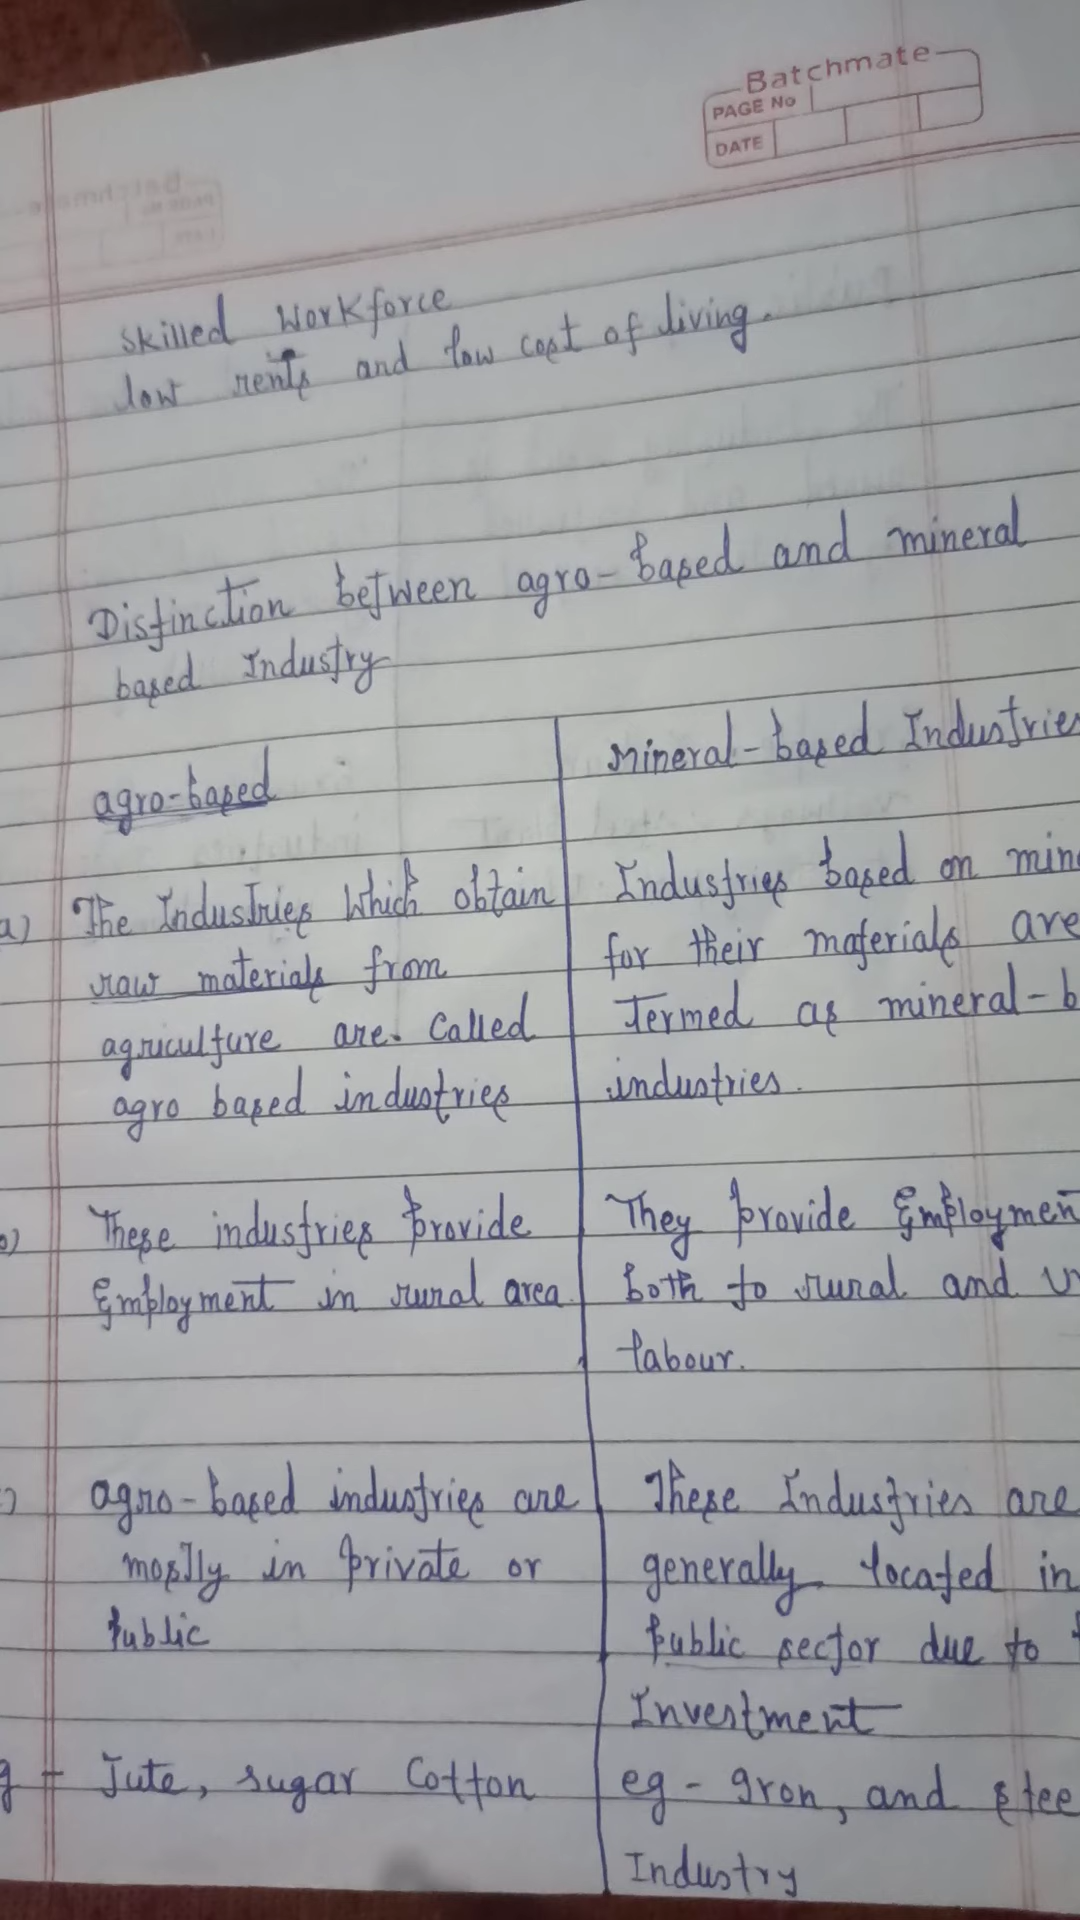 Batchmate
PAGE No
DATE
skilled workforce
low rents and low cost of living.
Distinction between agro-based and mineral
based Industry
agro-based
Mineral-based Industrie
a) The Industries which obtain
raw materials from
agriculture are. called
agro based industries
Industries based on min
for their materials are
Termed as mineral-b
industries.
These industries provide
Employment in rural area
They provide Employmen
both to rural and u
labour.
agro-based industries are
mostly in private or
public
These Industries are
generally located in
public sector due to
Investment
g - Jute, sugar Cotton
eg - Iron, and stee
Industry